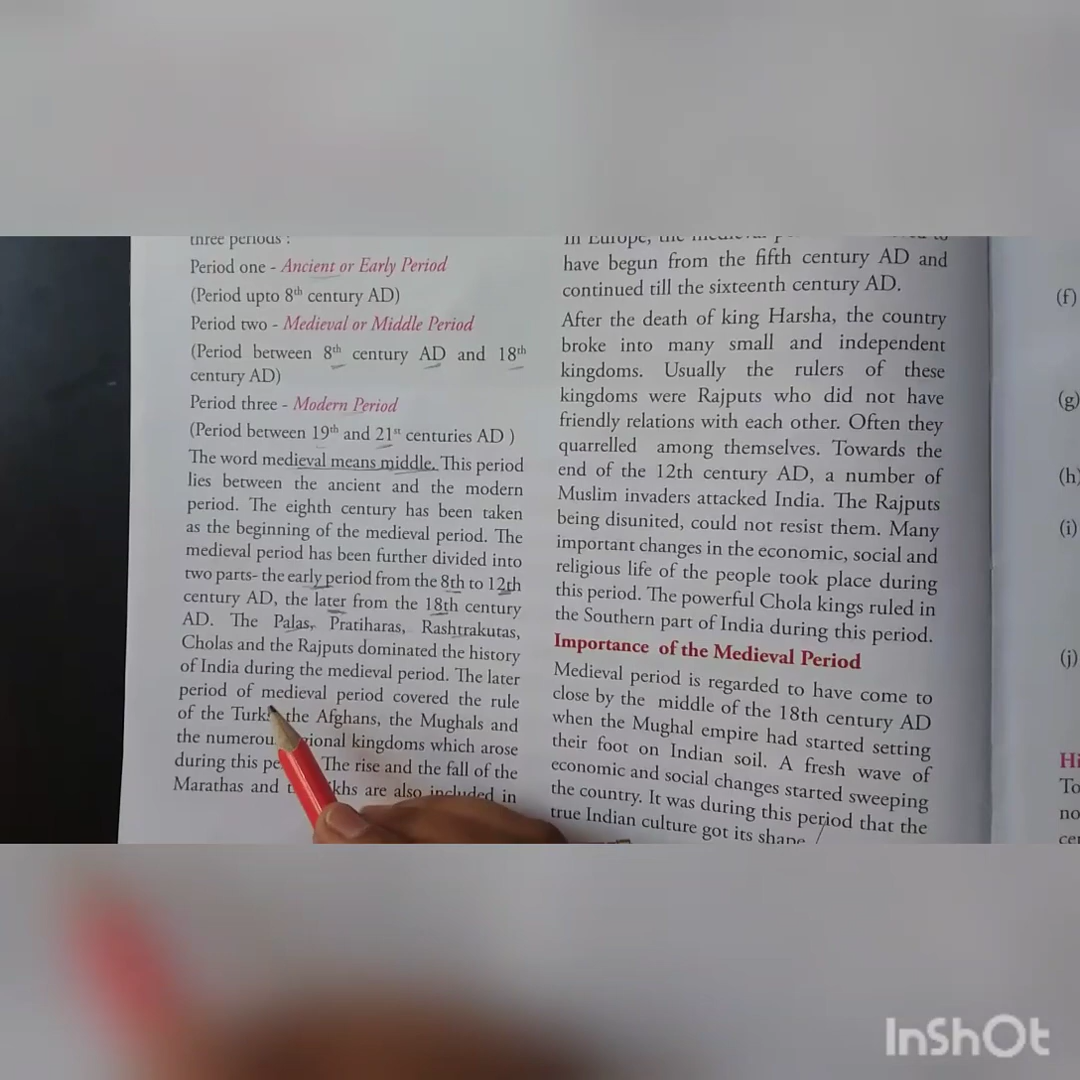 three periods :
Period one - Ancient or Early Period
(Period upto 8th century AD)
Period two - Medieval or Middle Period
(Period between 8th century AD and 18th
century AD)
Period three - Modern Period
(Period between 19th and 21st centuries AD )
The word medieval means middle. This period
lies between the ancient and the modern
period. The eighth century has been taken
as the beginning of the medieval period. The
medieval period has been further divided into
two parts- the early period from the 8th to 12th
century AD, the later from the 18th century
AD. The Palas, Pratiharas, Rashtrakutas,
Cholas and the Rajputs dominated the history
of India during the medieval period. The later
period of medieval period covered the rule
of the Turks the Afghans, the Mughals and
the kingdoms which arose
during this The rise and the fall of the
Marathas and are also included in
In Europe, the
have begun from the fifth century AD and
continued till the sixteenth century AD.
After the death of king Harsha, the country
broke into many small and independent
kingdoms. Usually the rulers of these
kingdoms were Rajputs who did not have
friendly relations with each other. Often they
quarrelled among themselves. Towards the
end of the 12th century AD, a number of
Muslim invaders attacked India. The Rajputs
being disunited, could not resist them. Many
important changes in the economic, social and
religious life of the people took place during
this period. The powerful Chola kings ruled in
the Southern part of India during this period.
Importance of the Medieval Period
Medieval period is regarded to have come to
close by the middle of the 18th century AD
when the Mughal empire had started setting
their foot on Indian soil. A fresh wave of
economic and social changes started sweeping
the country. It was during this period that the
true Indian culture got its shape
(f)
(g)
(h)
(i)
(j)
Hi
To
no
cer
InShOt